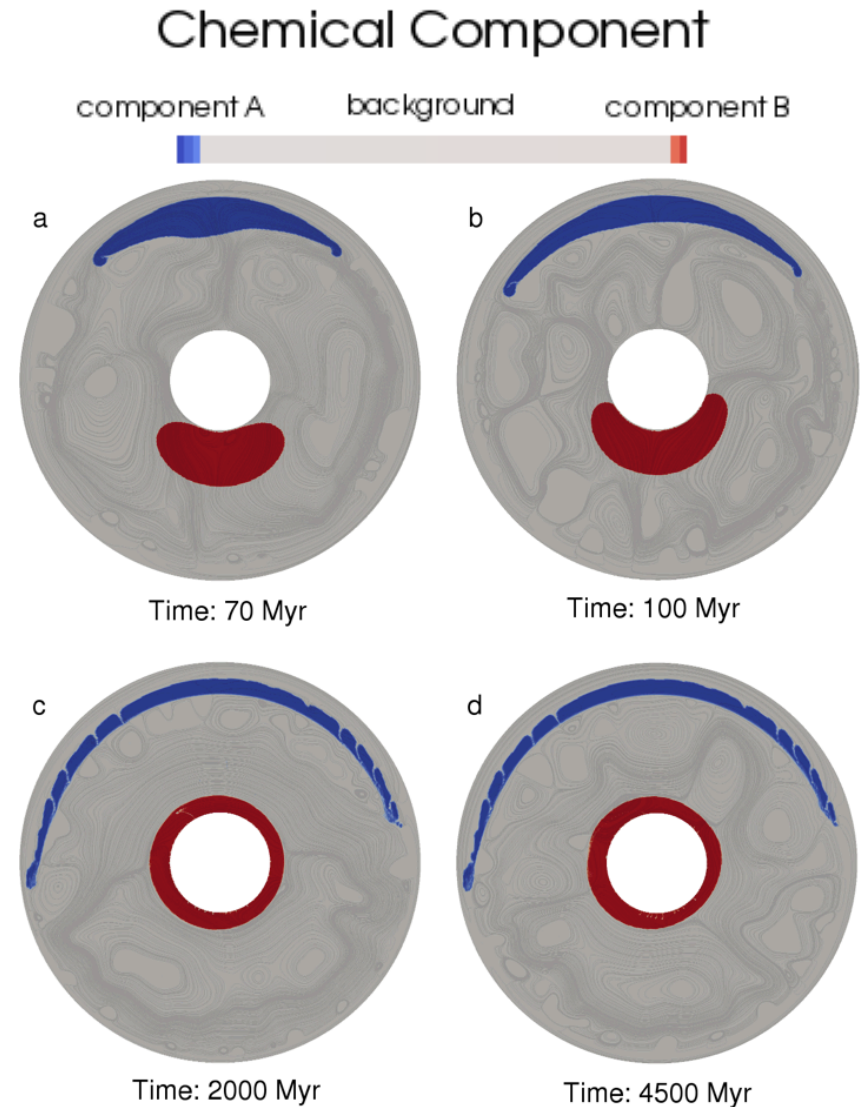 Chemical Component
component A background component B
a
b
Time: 70 Myr
Time: 100 Myr
c
d
Time: 2000 Myr
Time: 4500 Myr